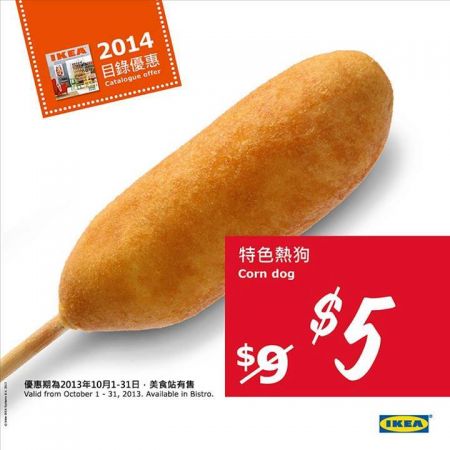 IKEA
2014
目錄優惠
Catalogue offer
特色熱狗
Corn dog
$9
$5
優惠期為2013年10月1-31日，美食站有售
Valid from October 1 - 31, 2013. Available in Bistro.
IKEA